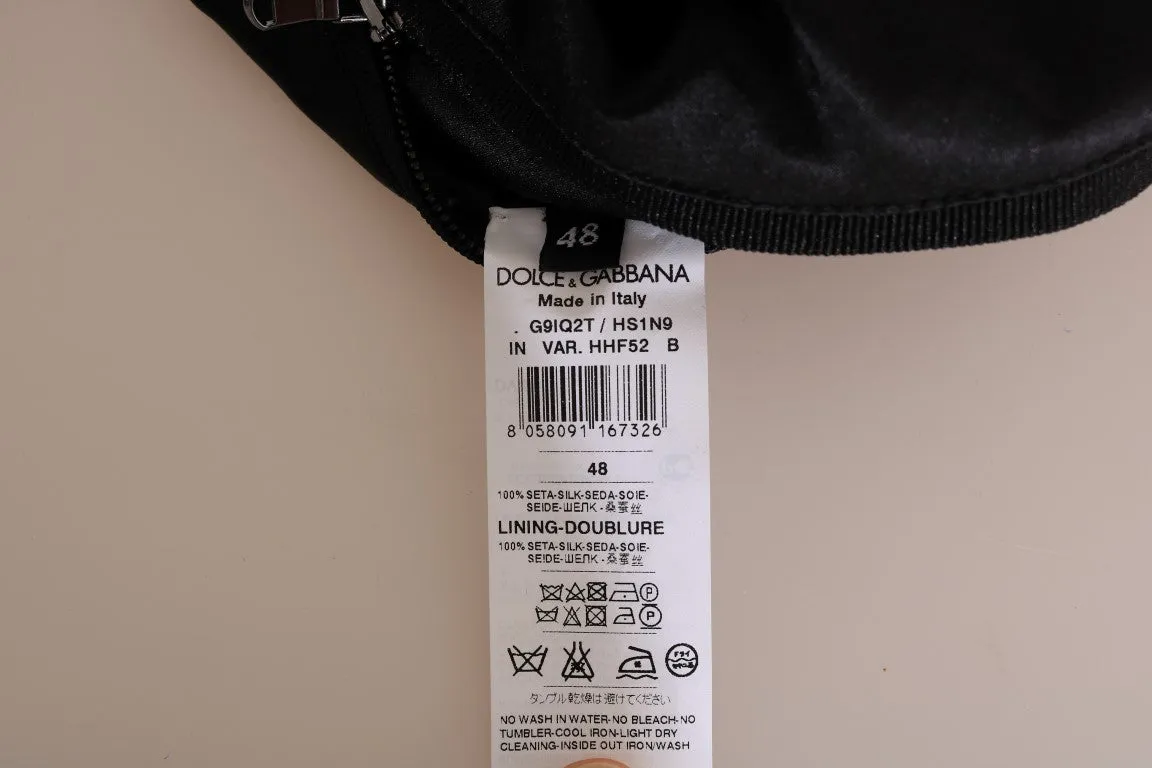 48
DOLCE & GABBANA
Made in Italy
. G9IQ2T / HS1N9
IN VAR. HHF52 B
8 058091 167326
48
100% SETA-SILK-SEDA-SOIE-
SEIDE-ШЕЛК - 桑蚕丝
LINING-DOUBLURE
100% SETA-SILK-SEDA-SOIE-
SEIDE-ШЕЛК - 桑蚕丝
P
P
ドライ
タンブル乾燥は避けてください
NO WASH IN WATER-NO BLEACH-NO
TUMBLER-COOL IRON-LIGHT DRY
CLEANING-INSIDE OUT IRON/WASH